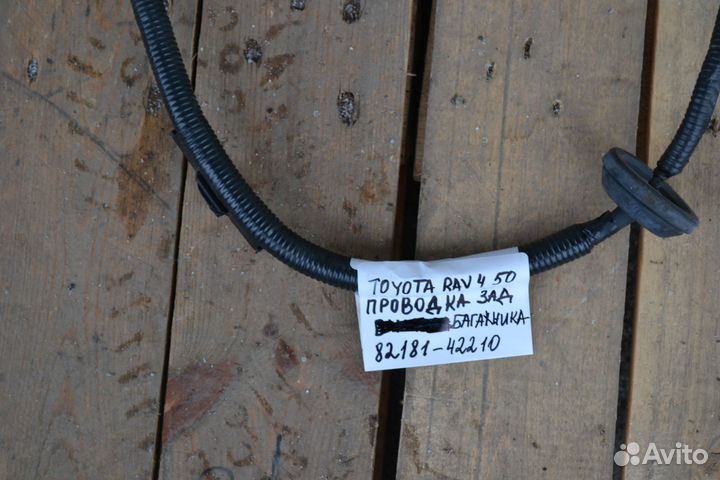 TOYOTA RAV 4 50
ПРОВОДКА ЗАД
БАГАЖНИКА
82181-42210
Avito